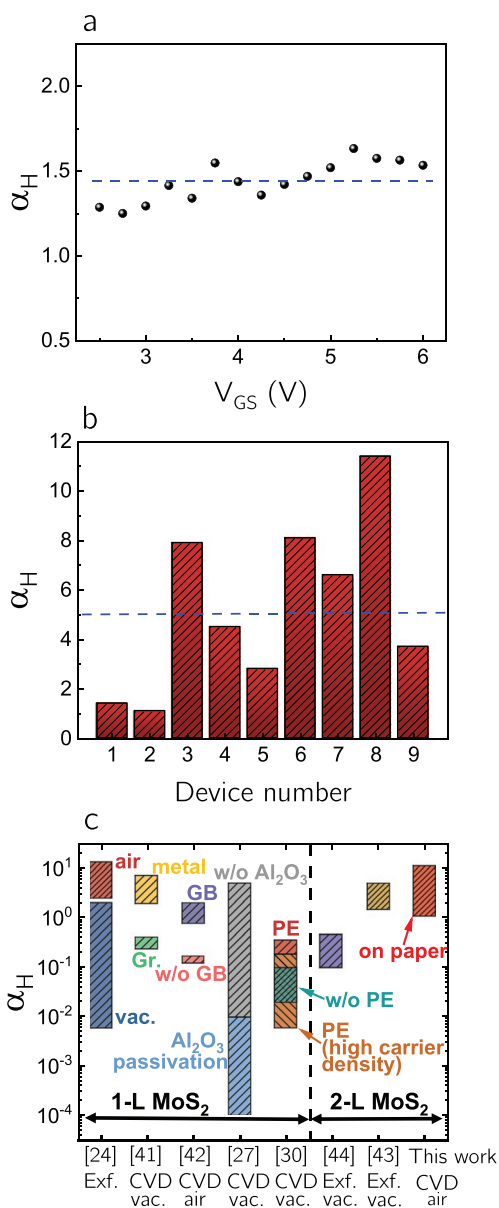 a
2.0
1.5
1.0
0.5
α_H
3 4 5 6
V_GS (V)
b
12
10
8
6
4
2
0
α_H
1 2 3 4 5 6 7 8 9
Device number
c
10^1
10^0
10^-1
10^-2
10^-3
10^-4
α_H
air
metal
w/o Al₂O₃
GB
PE
on paper
Gr.
w/o GB
w/o PE
vac.
Al₂O₃
passivation
PE
(high carrier
density)
1-L MoS₂
2-L MoS₂
[24] [41] [42] [27] [30] [44] [43] This work
Exf. CVD CVD CVD CVD Exf. Exf. CVD
vac. air vac. vac. vac. vac. air